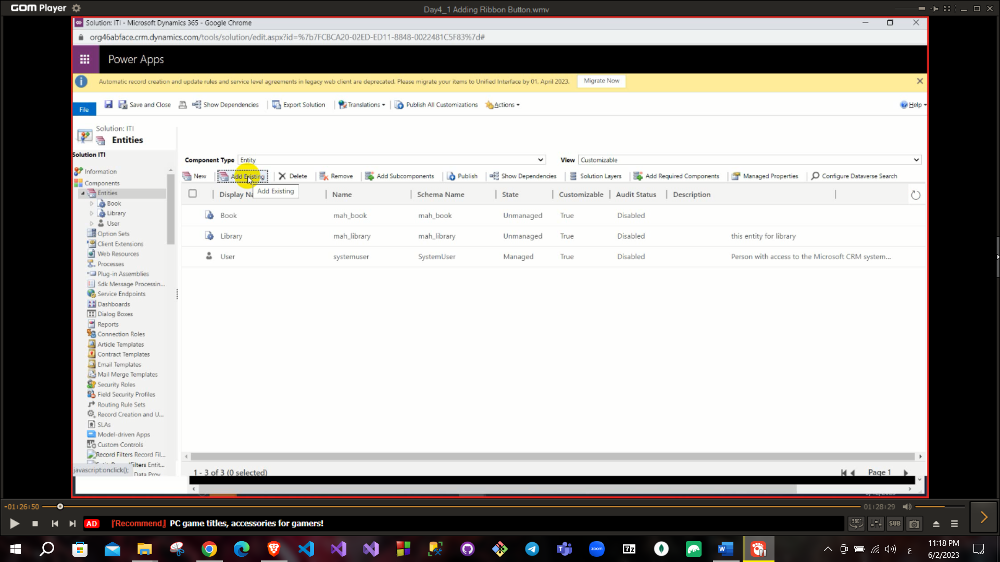 GOM Player
Day4_1 Adding Ribbon Button.wmv
Solution: ITI - Microsoft Dynamics 365 - Google Chrome
org46abface.crm.dynamics.com/tools/solution/edit.aspx?id=%7b7FCBCA20-02ED-ED11-8848-0022481C5F83%7d#
Power Apps
Automatic record creation and update rules and service level agreements in legacy web client are deprecated. Please migrate your items to Unified Interface by 01. April 2023. Migrate Now
File Save and Close Show Dependencies Export Solution Translations Publish All Customizations Actions Help
Solution: ITI
Entities
Solution ITI
Component Type Entity View Customizable
New Add Existing Delete Remove Add Subcomponents Publish Show Dependencies Solution Layers Add Required Components Managed Properties Configure Dataverse Search
Add Existing
Display Na Name Schema Name State Customizable Audit Status Description
Book mah_book mah_book Unmanaged True Disabled
Library mah_library mah_library Unmanaged True Disabled this entity for library
User systemuser SystemUser Managed True Disabled Person with access to the Microsoft CRM system...
Information
Components
Entities
Book
Library
User
Option Sets
Client Extensions
Web Resources
Processes
Plug-in Assemblies
Sdk Message Processin...
Service Endpoints
Dashboards
Dialog Boxes
Reports
Connection Roles
Article Templates
Contract Templates
Email Templates
Mail Merge Templates
Security Roles
Field Security Profiles
Routing Rule Sets
Record Creation and U...
SLAs
Model-driven Apps
Custom Controls
Record Filters Record Fil...
Filters Entit...
javascript:onclick(); Data Prov
1 - 3 of 3 (0 selected) Page 1
-01:26:50 01:28:29
AD 『Recommend』 PC game titles, accessories for gamers!
360° SUB
zoom 7z W
ع 11:18 PM
6/2/2023